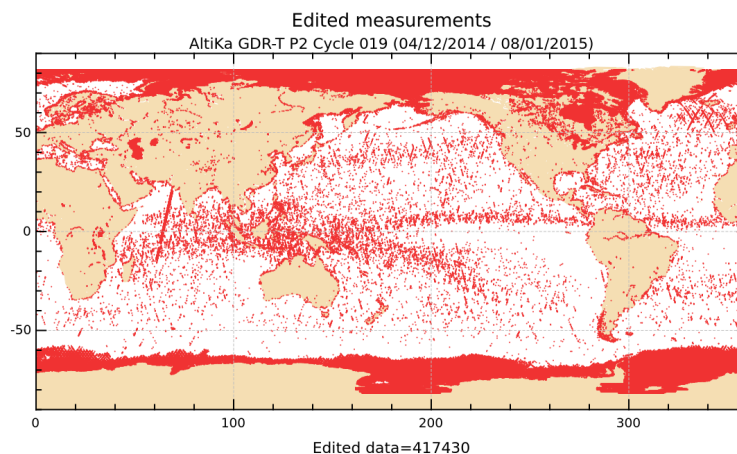 Edited measurements
AltiKa GDR-T P2 Cycle 019 (04/12/2014 / 08/01/2015)
50
0
-50
0 100 200 300
Edited data=417430